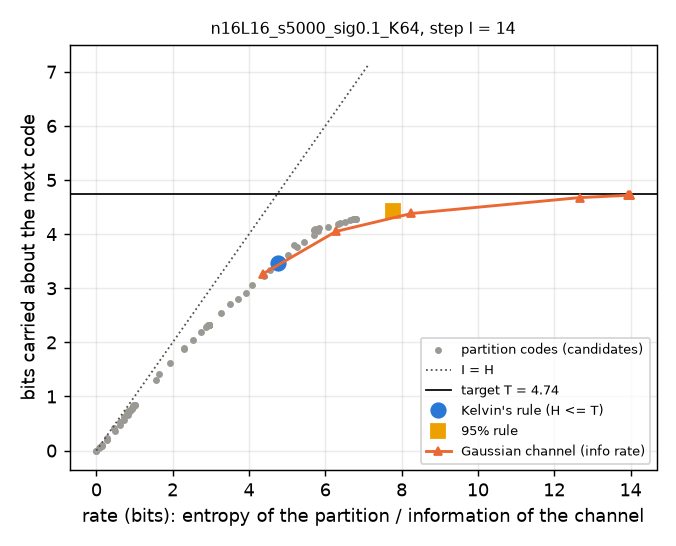 n16L16_s5000_sig0.1_K64, step l = 14
bits carried about the next code
7
6
5
4
3
2
1
0
partition codes (candidates)
I = H
target T = 4.74
Kelvin's rule (H <= T)
95% rule
Gaussian channel (info rate)
0 2 4 6 8 10 12 14
rate (bits): entropy of the partition / information of the channel